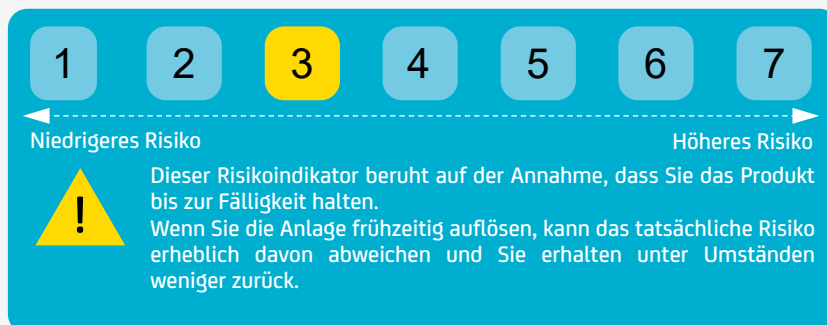 1 2 3 4 5 6 7
Niedrigeres Risiko Höheres Risiko
!
Dieser Risikoindikator beruht auf der Annahme, dass Sie das Produkt
bis zur Fälligkeit halten.
Wenn Sie die Anlage frühzeitig auflösen, kann das tatsächliche Risiko
erheblich davon abweichen und Sie erhalten unter Umständen
weniger zurück.